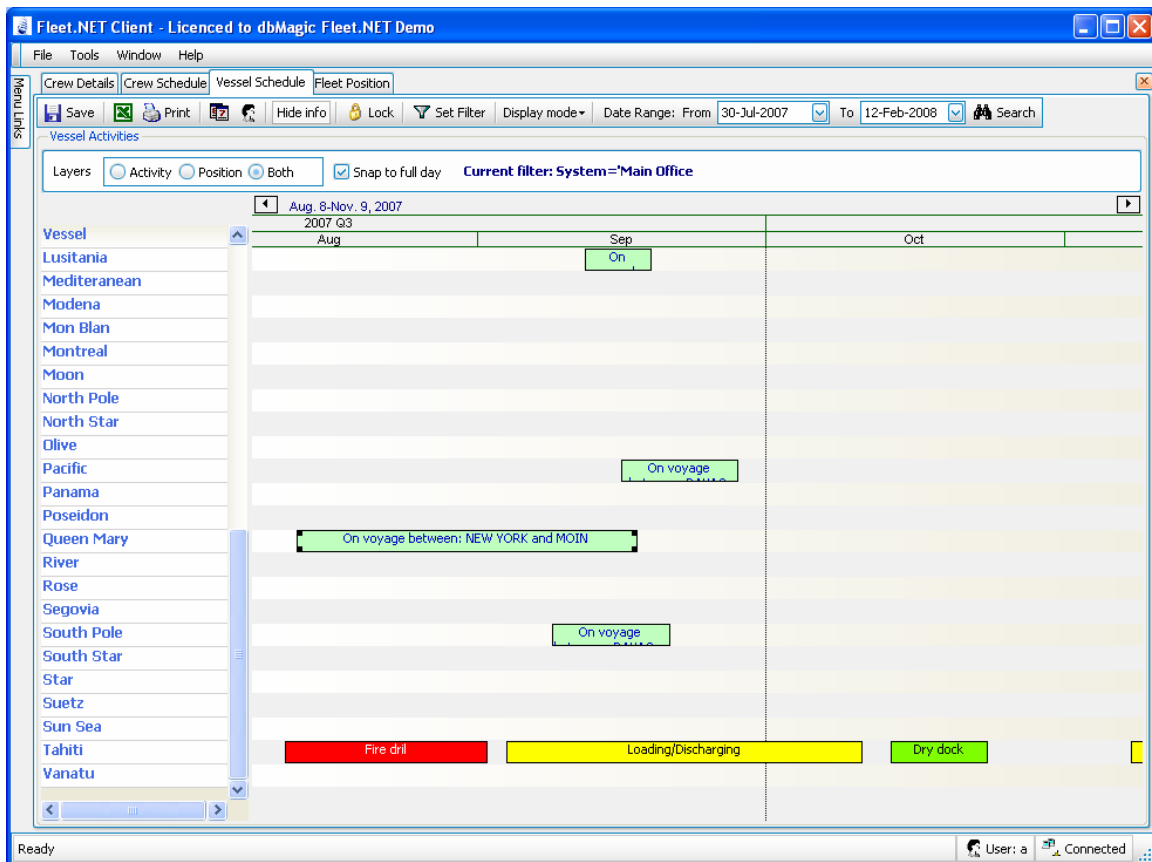 Fleet.NET Client - Licenced to dbMagic Fleet.NET Demo
File Tools Window Help
Menu Links
Crew Details Crew Schedule Vessel Schedule Fleet Position
Save Print Hide info Lock Set Filter Display mode Date Range: From 30-Jul-2007 To 12-Feb-2008 Search
Vessel Activities
Layers Activity Position Both Snap to full day Current filter: System='Main Office
Aug. 8-Nov. 9, 2007
2007 Q3
Vessel Aug Sep Oct
Lusitania On
Mediteranean
Modena
Mon Blan
Montreal
Moon
North Pole
North Star
Olive
Pacific On voyage
Panama
Poseidon
Queen Mary On voyage between: NEW YORK and MOIN
River
Rose
Segovia
South Pole On voyage
South Star
Star
Suetz
Sun Sea
Tahiti Fire dril Loading/Discharging Dry dock
Vanatu
Ready User: a Connected